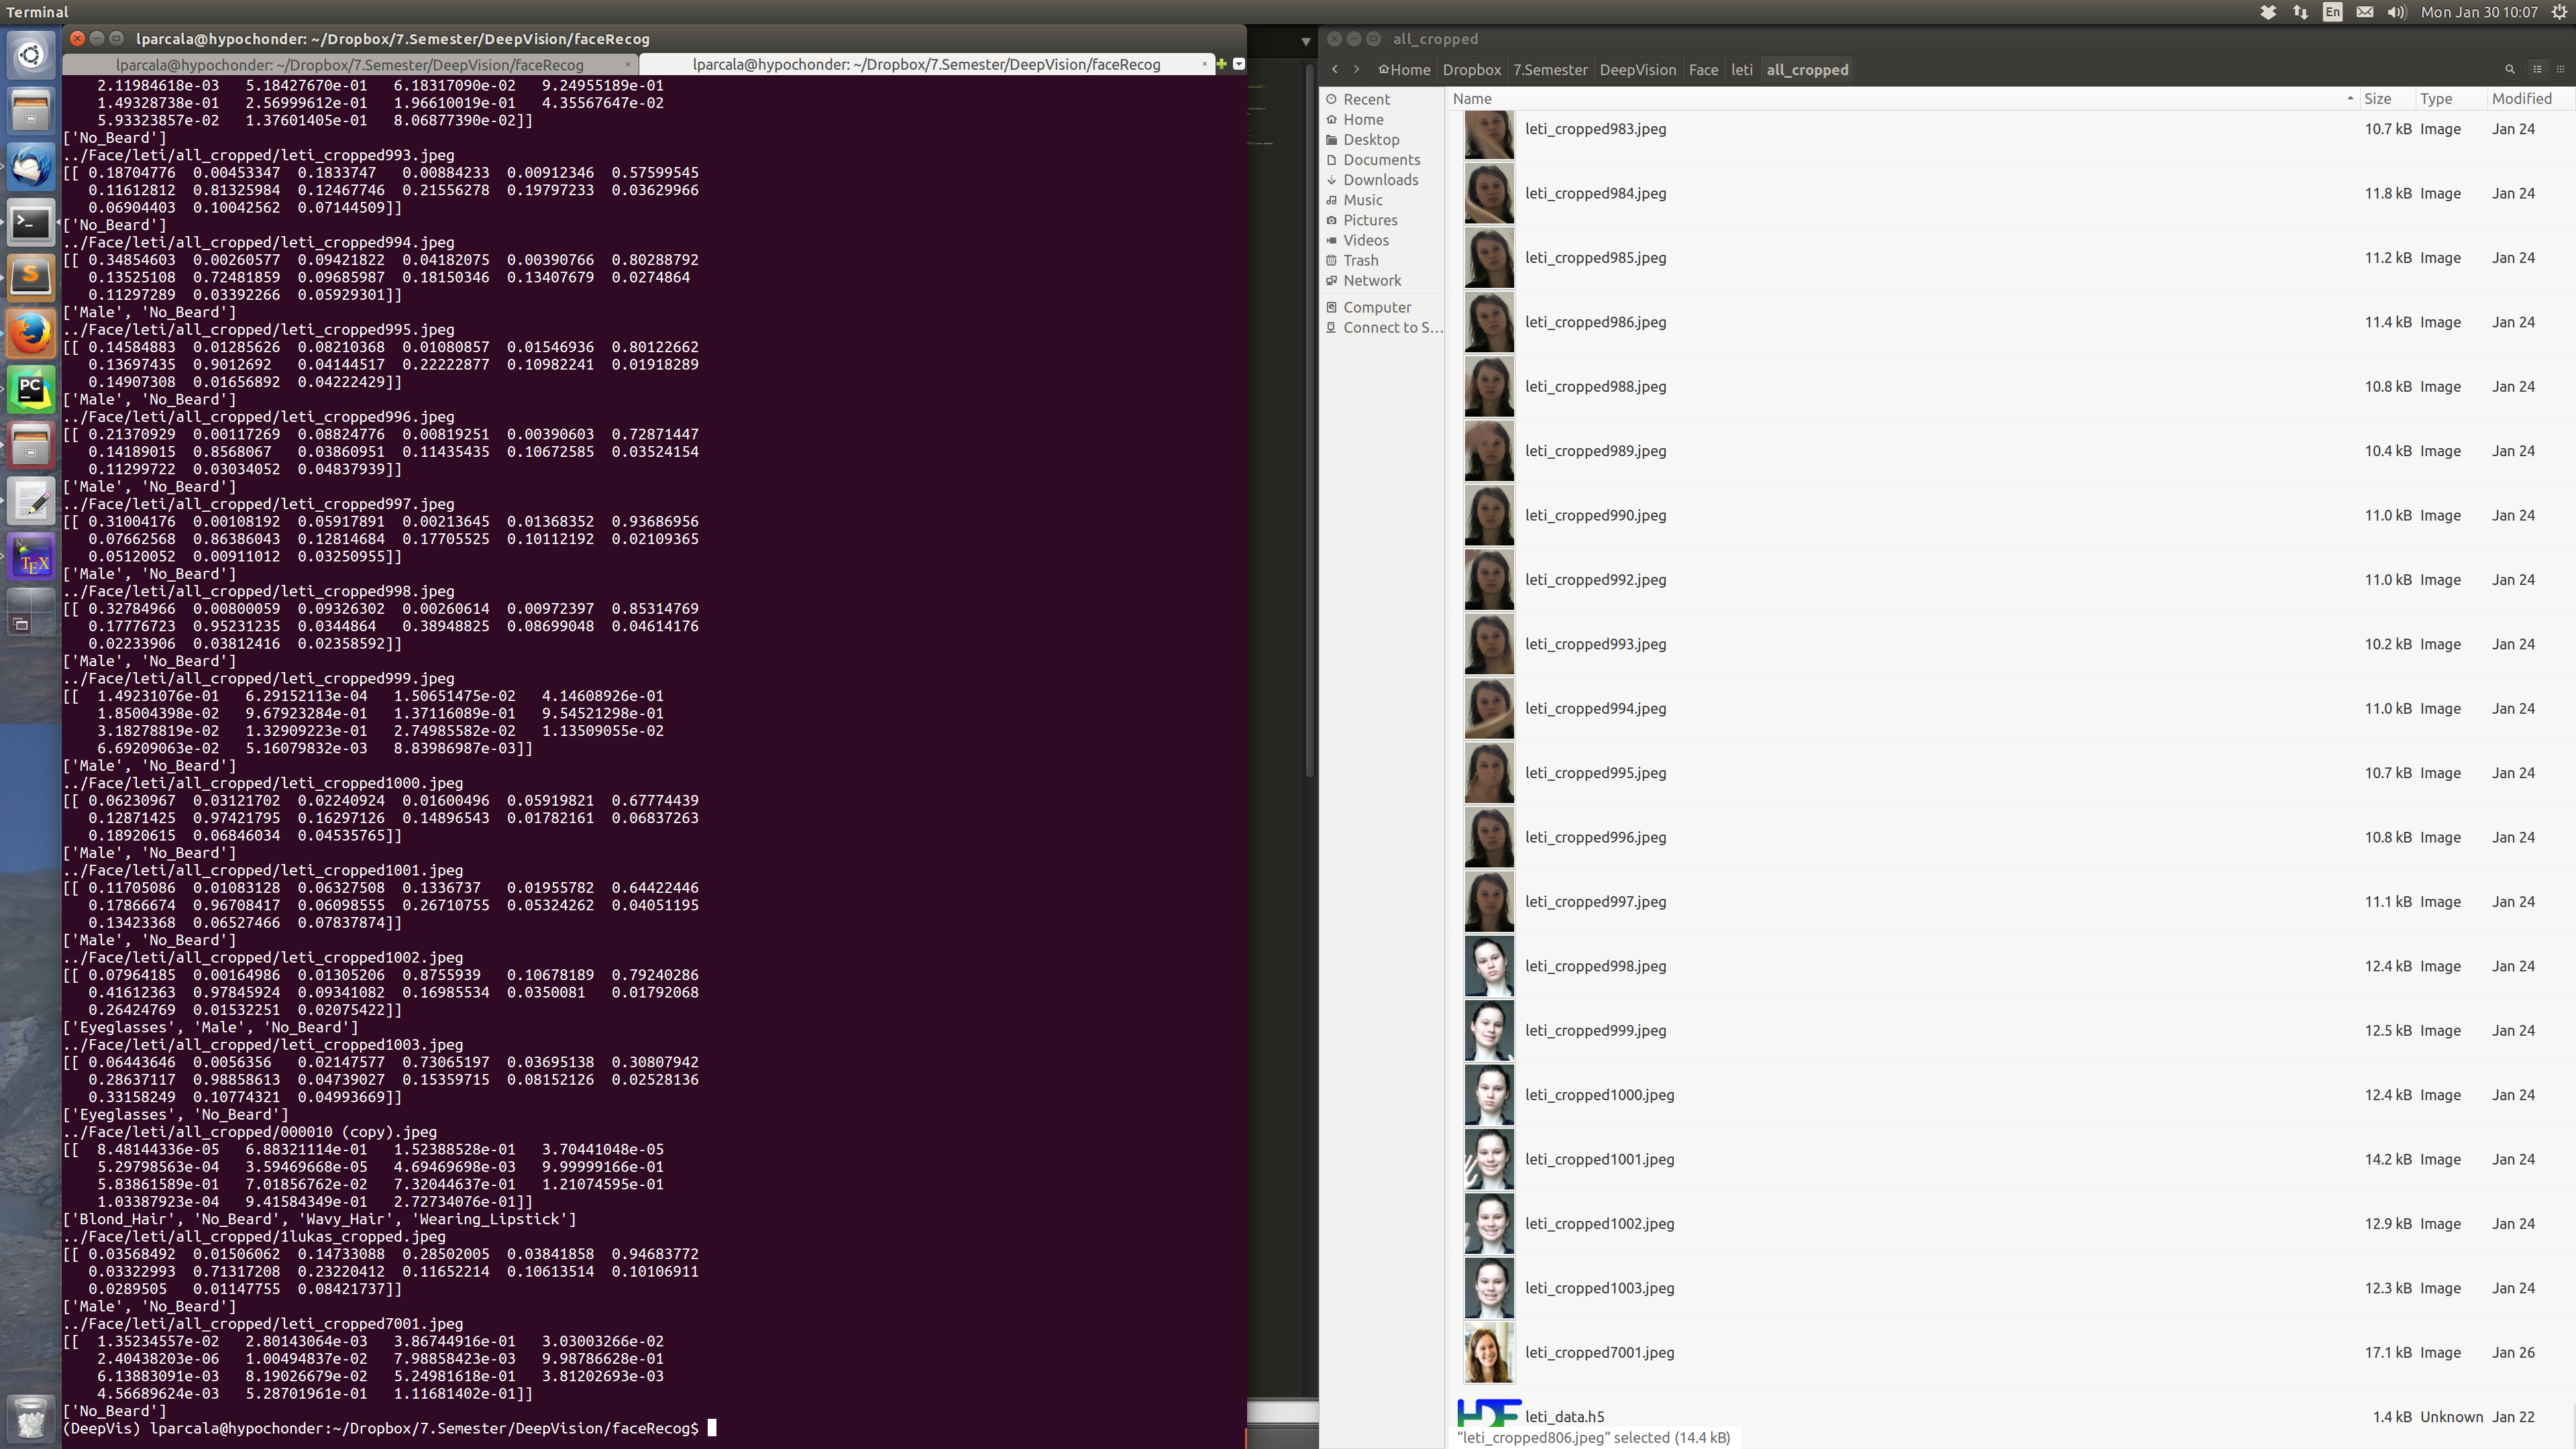 Terminal
En
Mon Jan 30 10:07
lparcala@hypochonder: ~/Dropbox/7.Semester/DeepVision/faceRecog
lparcala@hypochonder: ~/Dropbox/7.Semester/DeepVision/faceRecog
lparcala@hypochonder: ~/Dropbox/7.Semester/DeepVision/faceRecog
2.11984618e-03 5.18427670e-01 6.18317090e-02 9.24955189e-01
1.49328738e-01 2.56999612e-01 1.96610019e-01 4.35567647e-02
5.93323857e-02 1.37601405e-01 8.06877390e-02]]
['No_Beard']
../Face/leti/all_cropped/leti_cropped993.jpeg
[[ 0.18704776 0.00453347 0.1833747 0.00884233 0.00912346 0.57599545
0.11612812 0.81325984 0.12467746 0.21556278 0.19797233 0.03629966
0.06904403 0.10042562 0.07144509]]
['No_Beard']
../Face/leti/all_cropped/leti_cropped994.jpeg
[[ 0.34854603 0.00260577 0.09421822 0.04182075 0.00390766 0.80288792
0.13525108 0.72481859 0.09685987 0.18150346 0.13407679 0.0274864
0.11297289 0.03392266 0.05929301]]
['Male', 'No_Beard']
../Face/leti/all_cropped/leti_cropped995.jpeg
[[ 0.14584883 0.01285626 0.08210368 0.01080857 0.01546936 0.80122662
0.13697435 0.9012692 0.04144517 0.22222877 0.10982241 0.01918289
0.14907308 0.01656892 0.04222429]]
['Male', 'No_Beard']
../Face/leti/all_cropped/leti_cropped996.jpeg
[[ 0.21370929 0.00117269 0.08824776 0.00819251 0.00390603 0.72871447
0.14189015 0.8568067 0.03860951 0.11435435 0.10672585 0.03524154
0.11299722 0.03034052 0.04837939]]
['Male', 'No_Beard']
../Face/leti/all_cropped/leti_cropped997.jpeg
[[ 0.31004176 0.00108192 0.05917891 0.00213645 0.01368352 0.93686956
0.07662568 0.86386043 0.12814684 0.17705525 0.10112192 0.02109365
0.05120052 0.00911012 0.03250955]]
['Male', 'No_Beard']
../Face/leti/all_cropped/leti_cropped998.jpeg
[[ 0.32784966 0.00800059 0.09326302 0.00260614 0.00972397 0.85314769
0.17776723 0.95231235 0.0344864 0.38948825 0.08699048 0.04614176
0.02233906 0.03812416 0.02358592]]
['Male', 'No_Beard']
../Face/leti/all_cropped/leti_cropped999.jpeg
[[ 1.49231076e-01 6.29152113e-04 1.50651475e-02 4.14608926e-01
1.85004398e-02 9.67923284e-01 1.37116089e-01 9.54521298e-01
3.18278819e-02 1.32909223e-01 2.74985582e-02 1.13509055e-02
6.69209063e-02 5.16079832e-03 8.83986987e-03]]
['Male', 'No_Beard']
../Face/leti/all_cropped/leti_cropped1000.jpeg
[[ 0.06230967 0.03121702 0.02240924 0.01600496 0.05919821 0.67774439
0.12871425 0.97421795 0.16297126 0.14896543 0.01782161 0.06837263
0.18920615 0.06846034 0.04535765]]
['Male', 'No_Beard']
../Face/leti/all_cropped/leti_cropped1001.jpeg
[[ 0.11705086 0.01083128 0.06327508 0.1336737 0.01955782 0.64422446
0.17866674 0.96708417 0.06098555 0.26710755 0.05324262 0.04051195
0.13423368 0.06527466 0.07837874]]
['Male', 'No_Beard']
../Face/leti/all_cropped/leti_cropped1002.jpeg
[[ 0.07964185 0.00164986 0.01305206 0.8755939 0.10678189 0.79240286
0.41612363 0.97845924 0.09341082 0.16985534 0.0350081 0.01792068
0.26424769 0.01532251 0.02075422]]
['Eyeglasses', 'Male', 'No_Beard']
../Face/leti/all_cropped/leti_cropped1003.jpeg
[[ 0.06443646 0.0056356 0.02147577 0.73065197 0.03695138 0.30807942
0.28637117 0.98858613 0.04739027 0.15359715 0.08152126 0.02528136
0.33158249 0.10774321 0.04993669]]
['Eyeglasses', 'No_Beard']
../Face/leti/all_cropped/000010 (copy).jpeg
[[ 8.48144336e-05 6.88321114e-01 1.52388528e-01 3.70441048e-05
5.29798563e-04 3.59469668e-05 4.69469698e-03 9.99999166e-01
5.83861589e-01 7.01856762e-02 7.32044637e-01 1.21074595e-01
1.03387923e-04 9.41584349e-01 2.72734076e-01]]
['Blond_Hair', 'No_Beard', 'Wavy_Hair', 'Wearing_Lipstick']
../Face/leti/all_cropped/1lukas_cropped.jpeg
[[ 0.03568492 0.01506062 0.14733088 0.28502005 0.03841858 0.94683772
0.03322993 0.71317208 0.23220412 0.11652214 0.10613514 0.10106911
0.0289505 0.01147755 0.08421737]]
['Male', 'No_Beard']
../Face/leti/all_cropped/leti_cropped7001.jpeg
[[ 1.35234557e-02 2.80143064e-03 3.86744916e-01 3.03003266e-02
2.40438203e-06 1.00494837e-02 7.98858423e-03 9.98786628e-01
6.13883091e-03 8.19026679e-02 5.24981618e-01 3.81202693e-03
4.56689624e-03 5.28701961e-01 1.11681402e-01]]
['No_Beard']
(DeepVis) lparcala@hypochonder:~/Dropbox/7.Semester/DeepVision/faceRecog$
all_cropped
Home Dropbox 7.Semester DeepVision Face leti all_cropped
Recent
Home
Desktop
Documents
Downloads
Music
Pictures
Videos
Trash
Network
Computer
Connect to S...
Name Size Type Modified
leti_cropped983.jpeg 10.7 kB Image Jan 24
leti_cropped984.jpeg 11.8 kB Image Jan 24
leti_cropped985.jpeg 11.2 kB Image Jan 24
leti_cropped986.jpeg 11.4 kB Image Jan 24
leti_cropped988.jpeg 10.8 kB Image Jan 24
leti_cropped989.jpeg 10.4 kB Image Jan 24
leti_cropped990.jpeg 11.0 kB Image Jan 24
leti_cropped992.jpeg 11.0 kB Image Jan 24
leti_cropped993.jpeg 10.2 kB Image Jan 24
leti_cropped994.jpeg 11.0 kB Image Jan 24
leti_cropped995.jpeg 10.7 kB Image Jan 24
leti_cropped996.jpeg 10.8 kB Image Jan 24
leti_cropped997.jpeg 11.1 kB Image Jan 24
leti_cropped998.jpeg 12.4 kB Image Jan 24
leti_cropped999.jpeg 12.5 kB Image Jan 24
leti_cropped1000.jpeg 12.4 kB Image Jan 24
leti_cropped1001.jpeg 14.2 kB Image Jan 24
leti_cropped1002.jpeg 12.9 kB Image Jan 24
leti_cropped1003.jpeg 12.3 kB Image Jan 24
leti_cropped7001.jpeg 17.1 kB Image Jan 26
HDF leti_data.h5 1.4 kB Unknown Jan 22
"leti_cropped806.jpeg" selected (14.4 kB)
S
PC
TEX